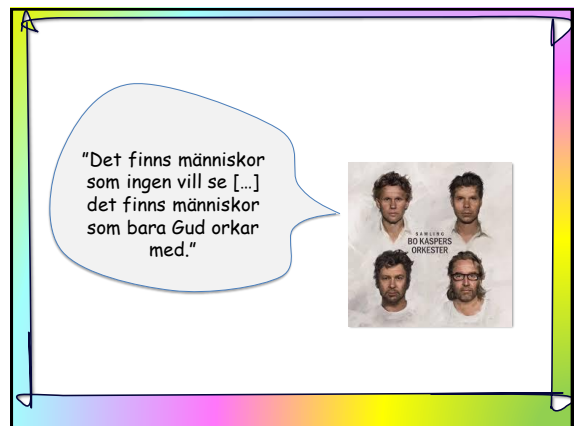 ”Det finns människor
som ingen vill se [...]
det finns människor
som bara Gud orkar
med.”
SAMLING
BO KASPERS
ORKESTER